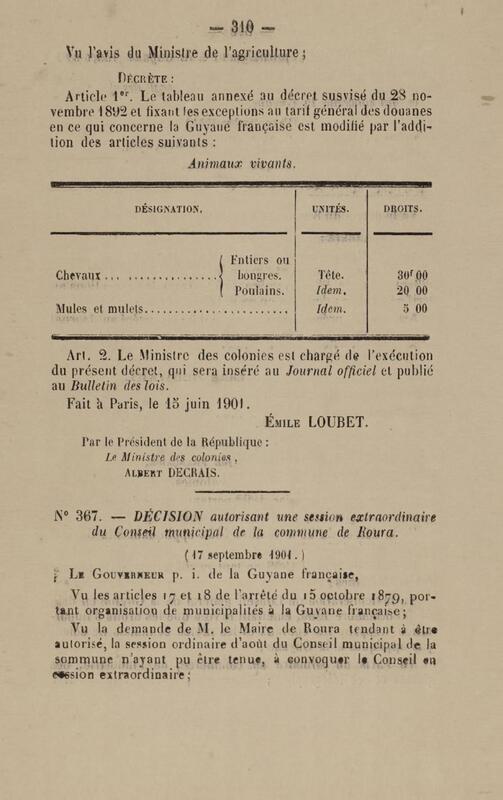 — 310 —
Vu l'avis du Ministre de l'agriculture ;
DÉCRÈTE :
Article 1er. Le tableau annexé au décret susvisé du 28 no-
vembre 1892 et fixant les exceptions au tarif général des douanes
en ce qui concerne la Guyane française est modifié par l'addi-
tion des articles suivants :
Animaux vivants.
DÉSIGNATION. UNITÉS. DROITS.
Chevaux ................... { Entiers ou
hongres. Tête. 30f 00
Poulains. Idem. 20 00
Mules et mulets........................ Idem. 5 00
Art. 2. Le Ministre des colonies est chargé de l'exécution
du présent décret, qui sera inséré au Journal officiel et publié
au Bulletin des lois.
Fait à Paris, le 15 juin 1901.
ÉMILE LOUBET.
Par le Président de la République :
Le Ministre des colonies,
ALBERT DECRAIS.
N° 367. — DÉCISION autorisant une session extraordinaire
du Conseil municipal de la commune de Roura.
(17 septembre 1901.)
LE GOUVERNEUR p. i. de la Guyane française,
Vu les articles 17 et 18 de l'arrêté du 15 octobre 1879, por-
tant organisation de municipalités à la Guyane française ;
Vu la demande de M. le Maire de Roura tendant à être
autorisé, la session ordinaire d'août du Conseil municipal de la
commune n'ayant pu être tenue, à convoquer le Conseil en
session extraordinaire ;